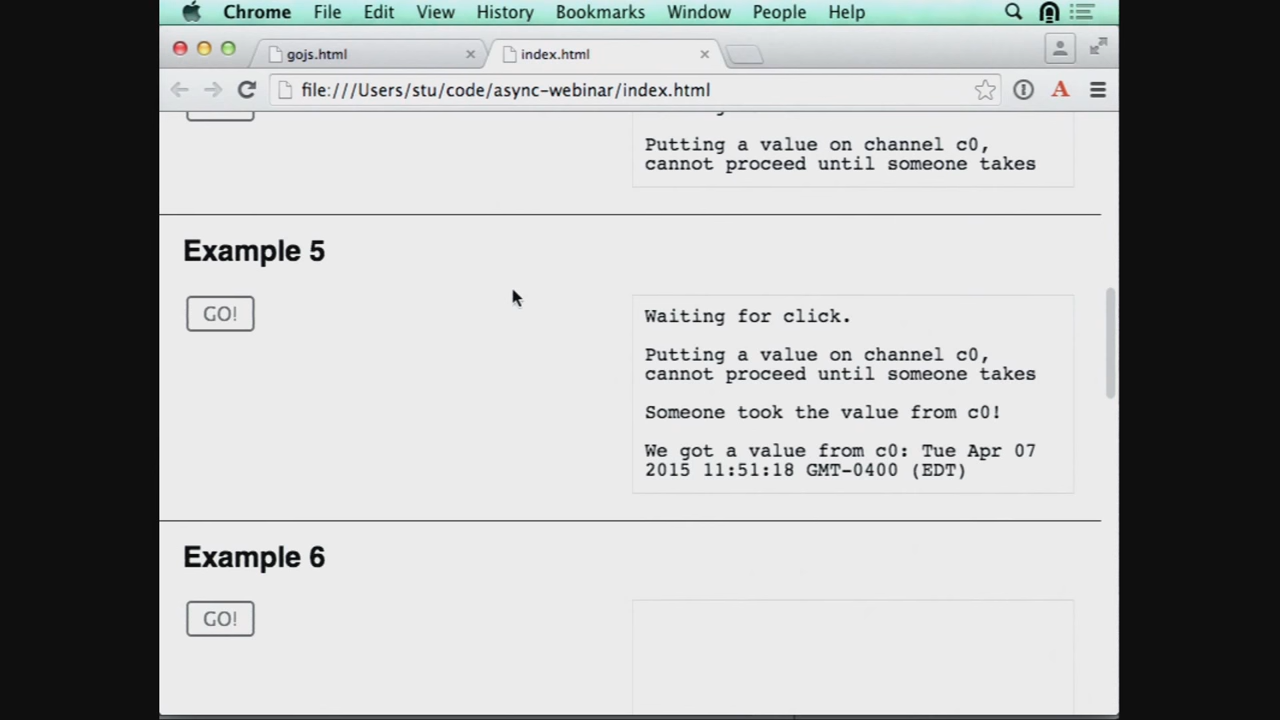 Chrome File Edit View History Bookmarks Window People Help
gojs.html
index.html
file:///Users/stu/code/async-webinar/index.html
Putting a value on channel c0,
cannot proceed until someone takes
Example 5
GO!
Waiting for click.
Putting a value on channel c0,
cannot proceed until someone takes
Someone took the value from c0!
We got a value from c0: Tue Apr 07
2015 11:51:18 GMT-0400 (EDT)
Example 6
GO!